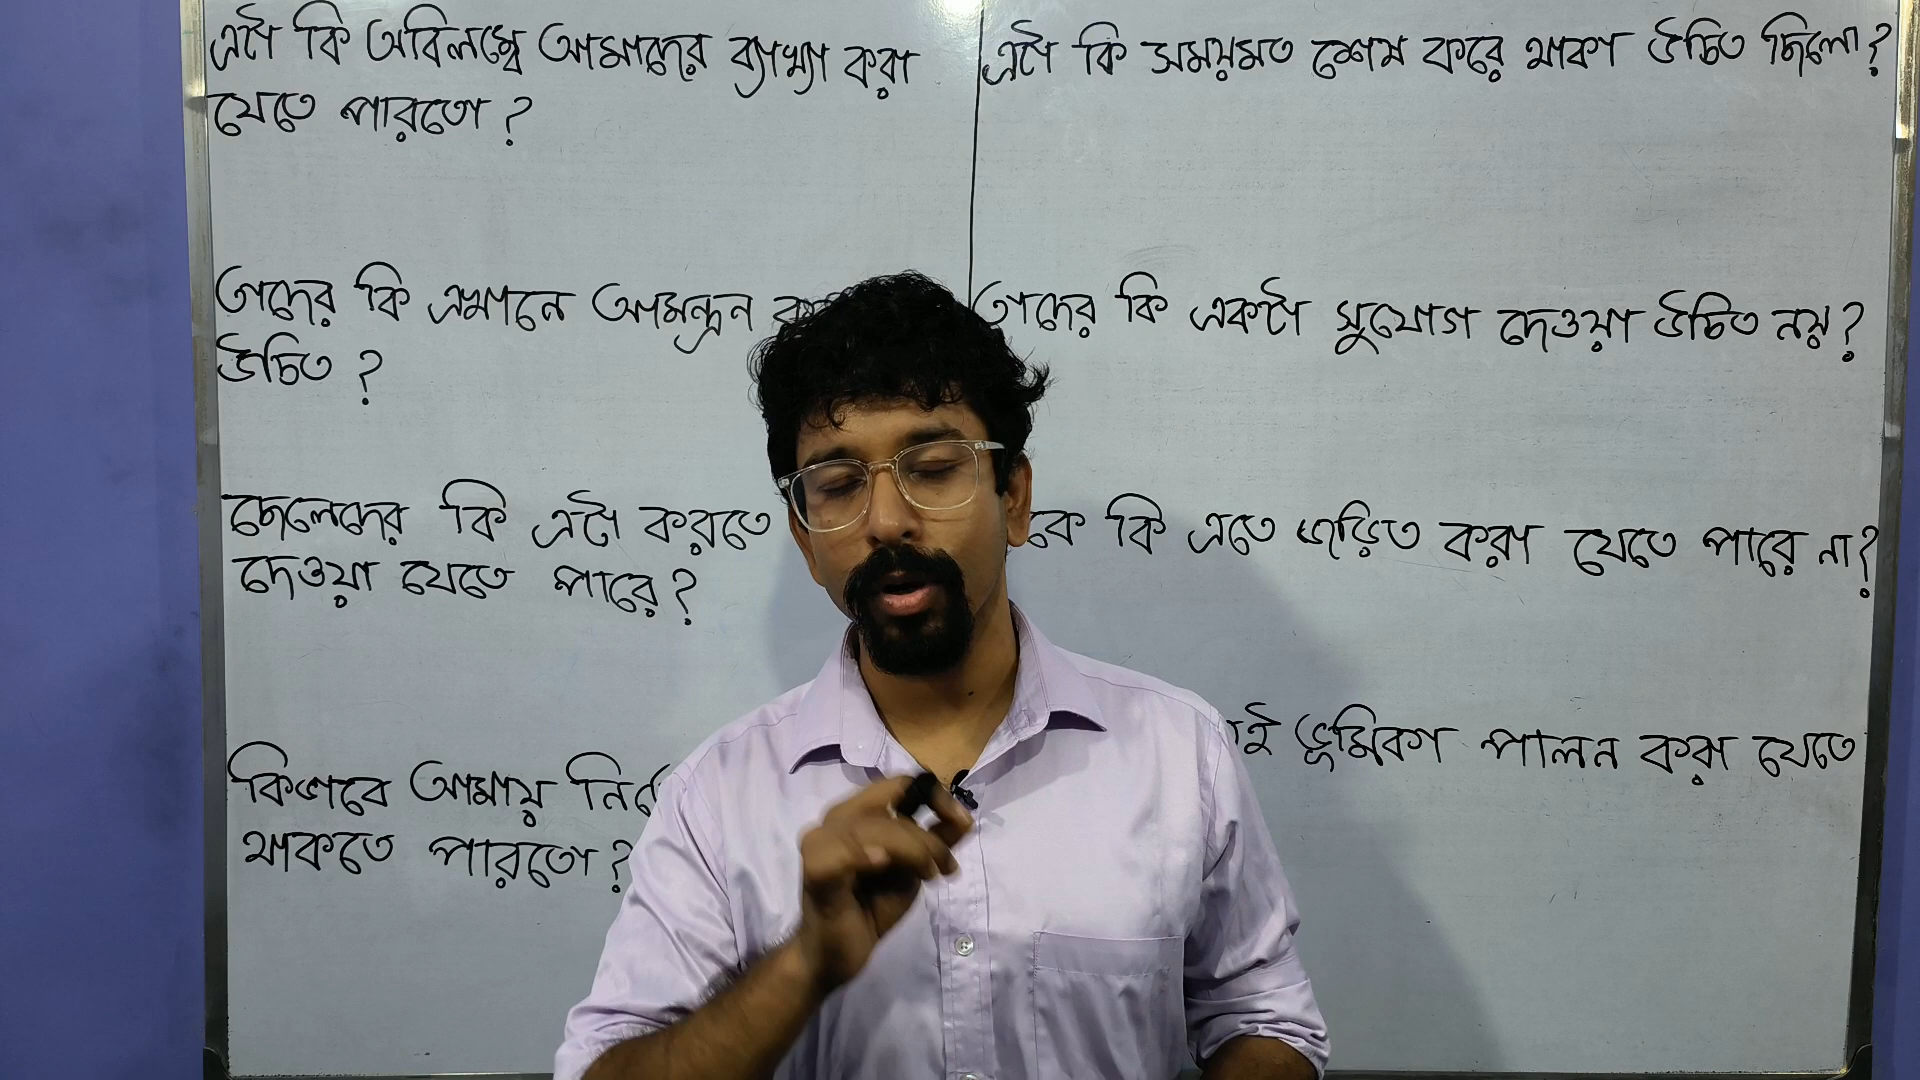 এটা কি অবিলম্বে আমাদের ব্যাখ্যা করা
যেতে পারতো?
তাদের কি এখানে আমন্ত্রন
উচিত?
ছেলেদের কি এটা করতে
দেওয়া যেতে পারে?
কিভাবে আমায়
থাকতে পারতো?
এটা কি সময়মত শেষ করে থাকা উচিত ছিলো?
তাদের কি একটা সুযোগ দেওয়া উচিত নয়?
কে কি এতে জড়িত করা যেতে পারে না?
ই ভূমিকা পালন করা যেতে